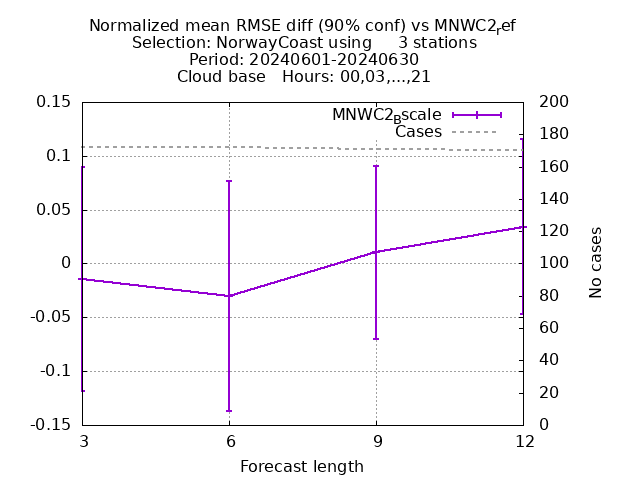 Normalized mean RMSE diff (90% conf) vs MNWC2ref
Selection: NorwayCoast using 3 stations
Period: 20240601-20240630
Cloud base Hours: 00,03,...,21
MNWC2Bscale
Cases
0.15
0.1
0.05
0
-0.05
-0.1
-0.15
200
180
160
140
120
100
80
60
40
20
0
No cases
3 6 9 12
Forecast length